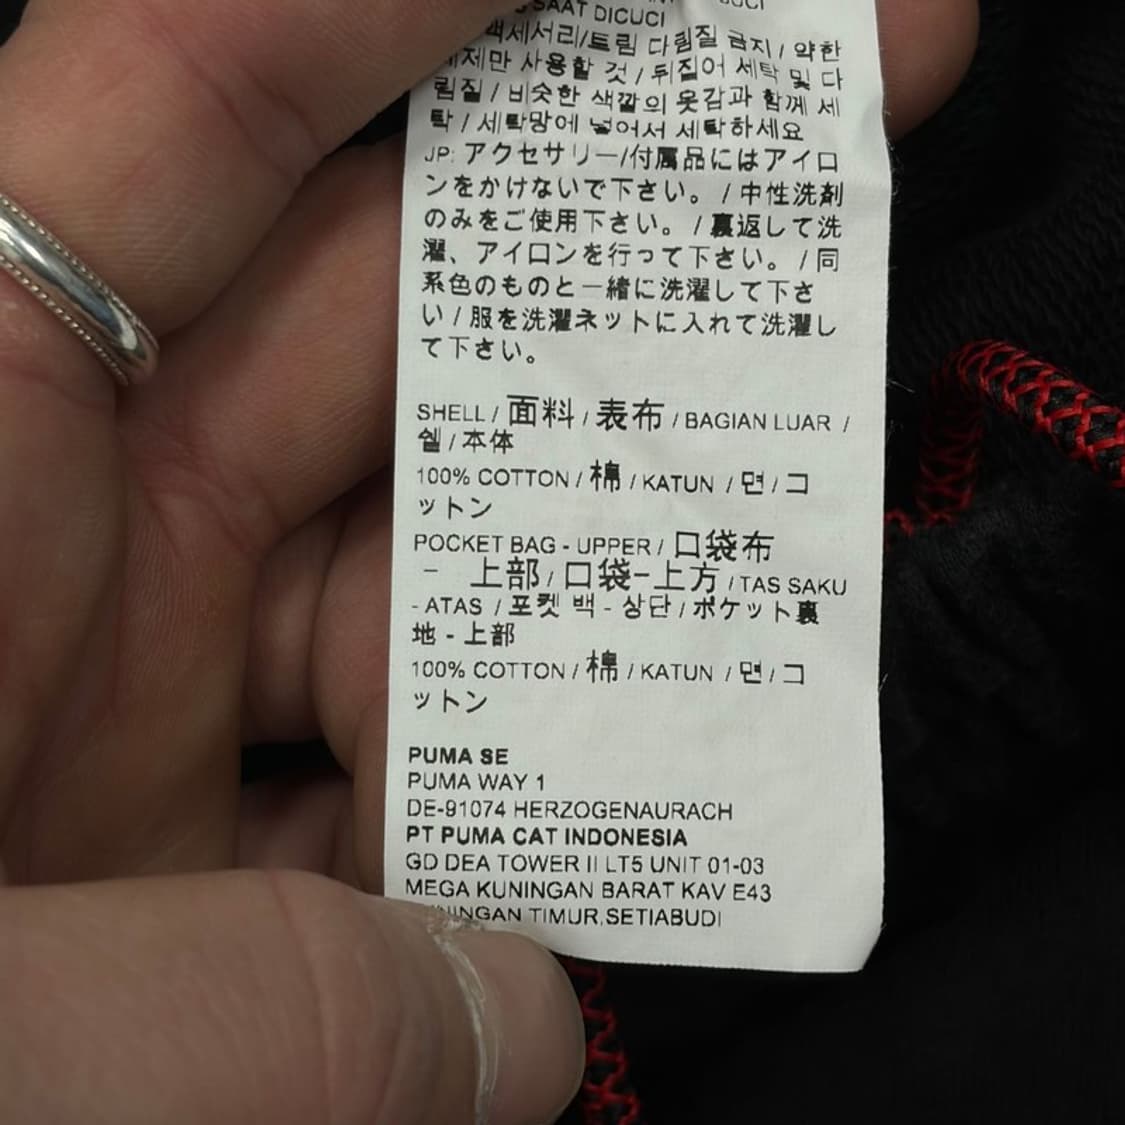 SAAT DICUCI
액세서리/트림 다림질 금지 / 약한
세제만 사용할 것 / 뒤집어 세탁 및 다
림질 / 비슷한 색깔의 옷감과 함께 세
탁 / 세탁망에 넣어서 세탁하세요
JP: アクセサリー/付属品にはアイロ
ンをかけないで下さい。 / 中性洗剤
のみをご使用下さい。 / 裏返して洗
濯、アイロンを行って下さい。 / 同
系色のものと一緒に洗濯して下さ
い / 服を洗濯ネットに入れて洗濯し
て下さい。
SHELL / 面料 / 表布 / BAGIAN LUAR /
쉘 / 本体
100% COTTON / 棉 / KATUN / 면 / コ
ットン
POCKET BAG - UPPER / 口袋布
- 上部 / 口袋-上方 / TAS SAKU
- ATAS / 포켓 백 - 상단 / ポケット裏
地 - 上部
100% COTTON / 棉 / KATUN / 면 / コ
ットン
PUMA SE
PUMA WAY 1
DE-91074 HERZOGENAURACH
PT PUMA CAT INDONESIA
GD DEA TOWER II LT5 UNIT 01-03
MEGA KUNINGAN BARAT KAV E43
KUNINGAN TIMUR,SETIABUDI